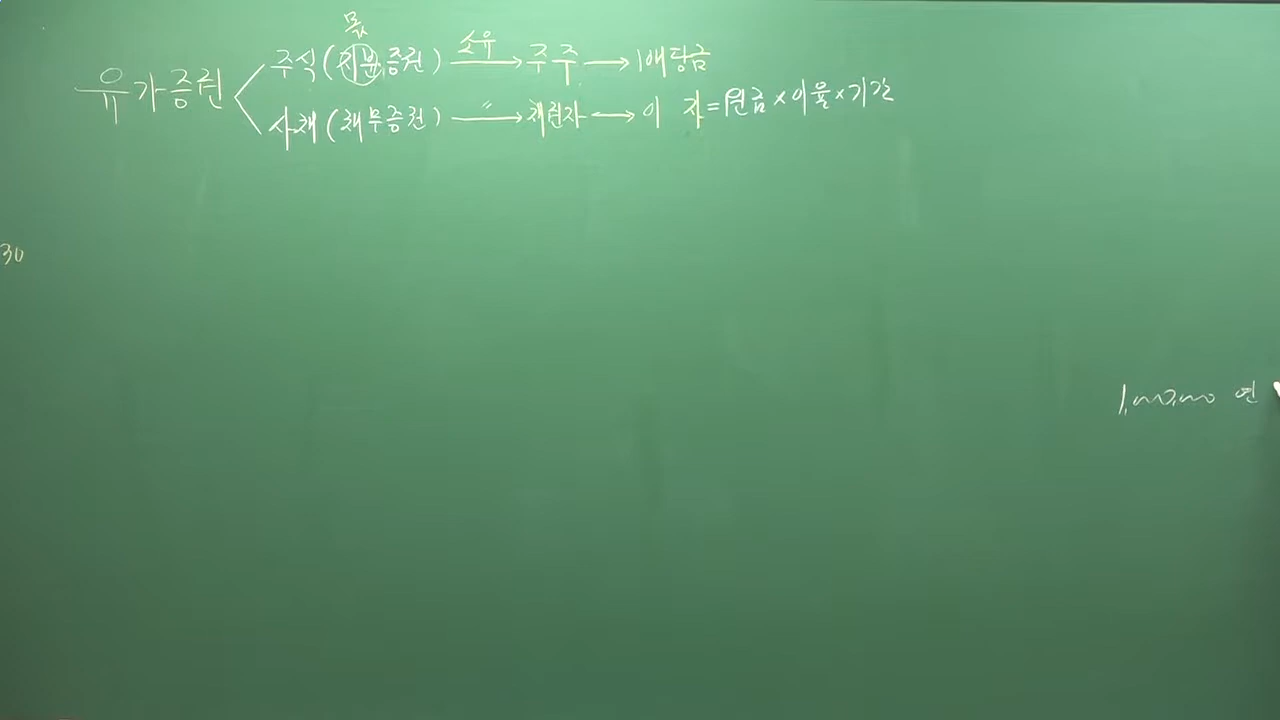 몫
유가증권
주식(지분증권) 소유 → 주주 → 배당금
사채(채무증권) 〃 → 채권자 → 이 자=원금×이율×기간
30
1,000,000 연